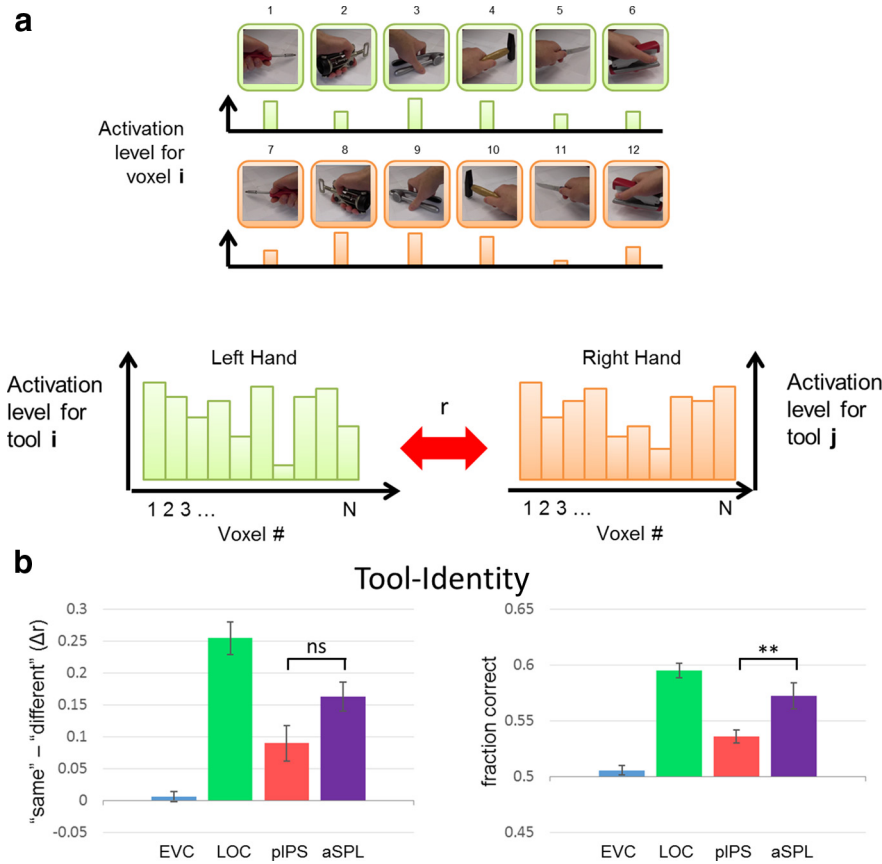 a
1 2 3 4 5 6
Activation
level for
voxel i
7 8 9 10 11 12
Left Hand
Right Hand
Activation
level for
tool i
r
Activation
level for
tool j
1 2 3 … N
Voxel #
1 2 3 … N
Voxel #
b
Tool-Identity
"same" – "different" (Δr)
0.3
0.25
0.2
0.15
0.1
0.05
0
-0.05
ns
EVC LOC pIPS aSPL
fraction correct
0.65
0.6
0.55
0.5
0.45
**
EVC LOC pIPS aSPL